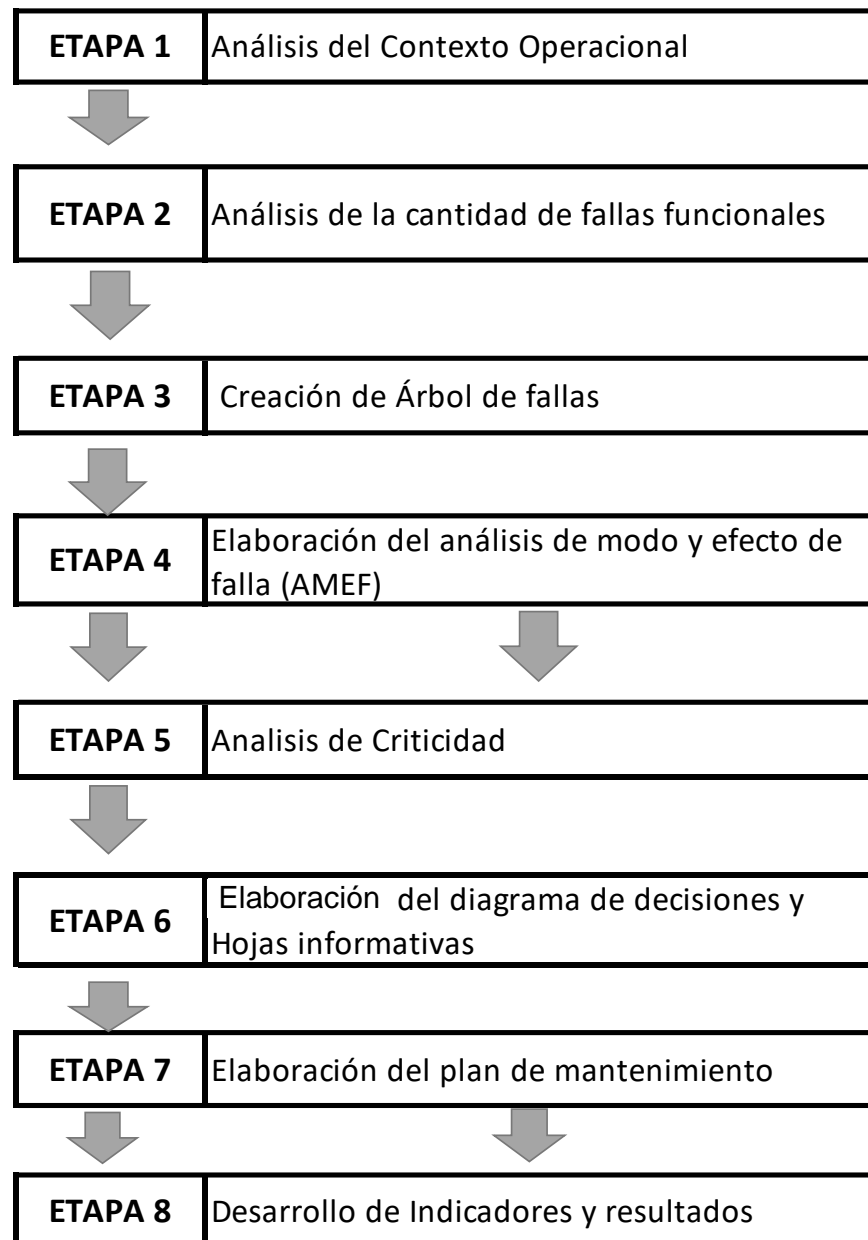 ETAPA 1 Análisis del Contexto Operacional
ETAPA 2 Análisis de la cantidad de fallas funcionales
ETAPA 3 Creación de Árbol de fallas
ETAPA 4 Elaboración del análisis de modo y efecto de
falla (AMEF)
ETAPA 5 Analisis de Criticidad
ETAPA 6 Elaboración del diagrama de decisiones y
Hojas informativas
ETAPA 7 Elaboración del plan de mantenimiento
ETAPA 8 Desarrollo de Indicadores y resultados